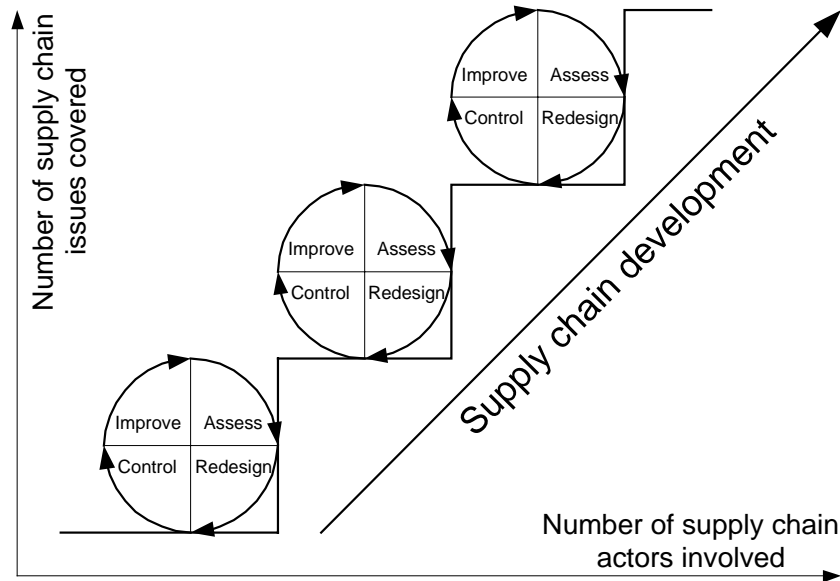 Number of supply chain
issues covered
Improve
Assess
Control
Redesign
Improve
Assess
Control
Redesign
Improve
Assess
Control
Redesign
Supply chain development
Number of supply chain
actors involved